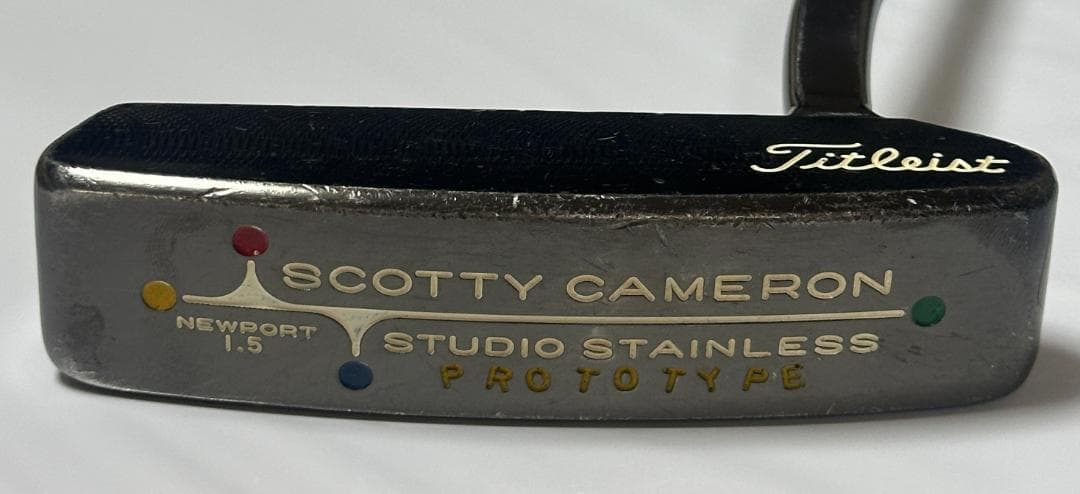 Titleist
SCOTTY CAMERON
NEWPORT
1.5
STUDIO STAINLESS
PROTOTYPE